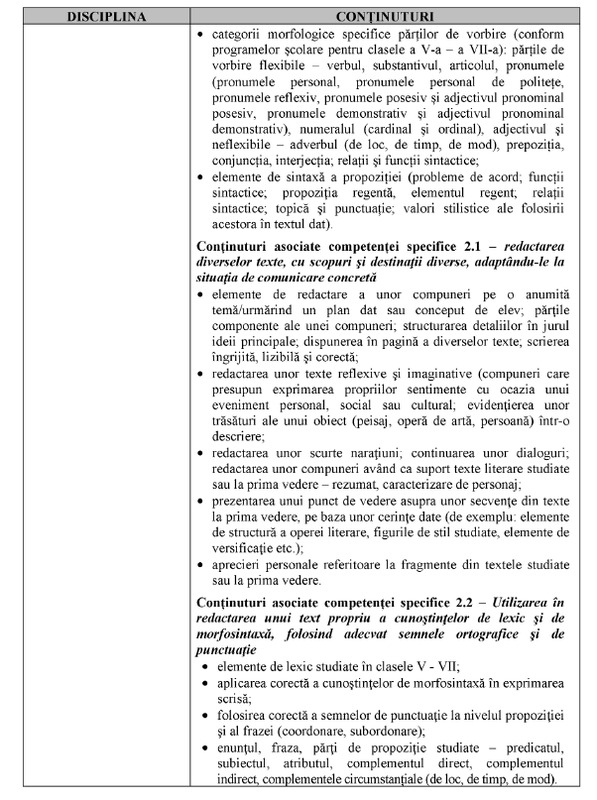 DISCIPLINA CONŢINUTURI
• categorii morfologice specifice părţilor de vorbire (conform
programelor şcolare pentru clasele a V-a – a VII-a): părţile de
vorbire flexibile – verbul, substantivul, articolul, pronumele
(pronumele personal, pronumele personal de politeţe,
pronumele reflexiv, pronumele posesiv şi adjectivul pronominal
posesiv, pronumele demonstrativ şi adjectivul pronominal
demonstrativ), numeralul (cardinal şi ordinal), adjectivul şi
neflexibile – adverbul (de loc, de timp, de mod), prepoziţia,
conjuncţia, interjecţia; relaţii şi funcţii sintactice;
• elemente de sintaxă a propoziţiei (probleme de acord; funcţii
sintactice; propoziţia regentă, elementul regent; relaţii
sintactice; topică şi punctuaţie; valori stilistice ale folosirii
acestora în textul dat).
Conţinuturi asociate competenţei specifice 2.1 – redactarea
diverselor texte, cu scopuri şi destinaţii diverse, adaptându-le la
situaţia de comunicare concretă
• elemente de redactare a unor compuneri pe o anumită
temă/urmărind un plan dat sau conceput de elev; părţile
componente ale unei compuneri; structurarea detaliilor în jurul
ideii principale; dispunerea în pagină a diverselor texte; scrierea
îngrijită, lizibilă şi corectă;
• redactarea unor texte reflexive şi imaginative (compuneri care
presupun exprimarea propriilor sentimente cu ocazia unui
eveniment personal, social sau cultural; evidenţierea unor
trăsături ale unui obiect (peisaj, operă de artă, persoană) într-o
descriere;
• redactarea unor scurte naraţiuni; continuarea unor dialoguri;
redactarea unor compuneri având ca suport texte literare studiate
sau la prima vedere – rezumat, caracterizare de personaj;
• prezentarea unui punct de vedere asupra unor secvenţe din texte
la prima vedere, pe baza unor cerinţe date (de exemplu: elemente
de structură a operei literare, figurile de stil studiate, elemente de
versificaţie etc.);
• aprecieri personale referitoare la fragmente din textele studiate
sau la prima vedere.
Conţinuturi asociate competenţei specifice 2.2 – Utilizarea în
redactarea unui text propriu a cunoştinţelor de lexic şi de
morfosintaxă, folosind adecvat semnele ortografice şi de
punctuaţie
• elemente de lexic studiate în clasele V - VII;
• aplicarea corectă a cunoştinţelor de morfosintaxă în exprimarea
scrisă;
• folosirea corectă a semnelor de punctuaţie la nivelul propoziţiei
şi al frazei (coordonare, subordonare);
• enunţul, fraza, părţi de propoziţie studiate – predicatul,
subiectul, atributul, complementul direct, complementul
indirect, complementele circumstanţiale (de loc, de timp, de mod).